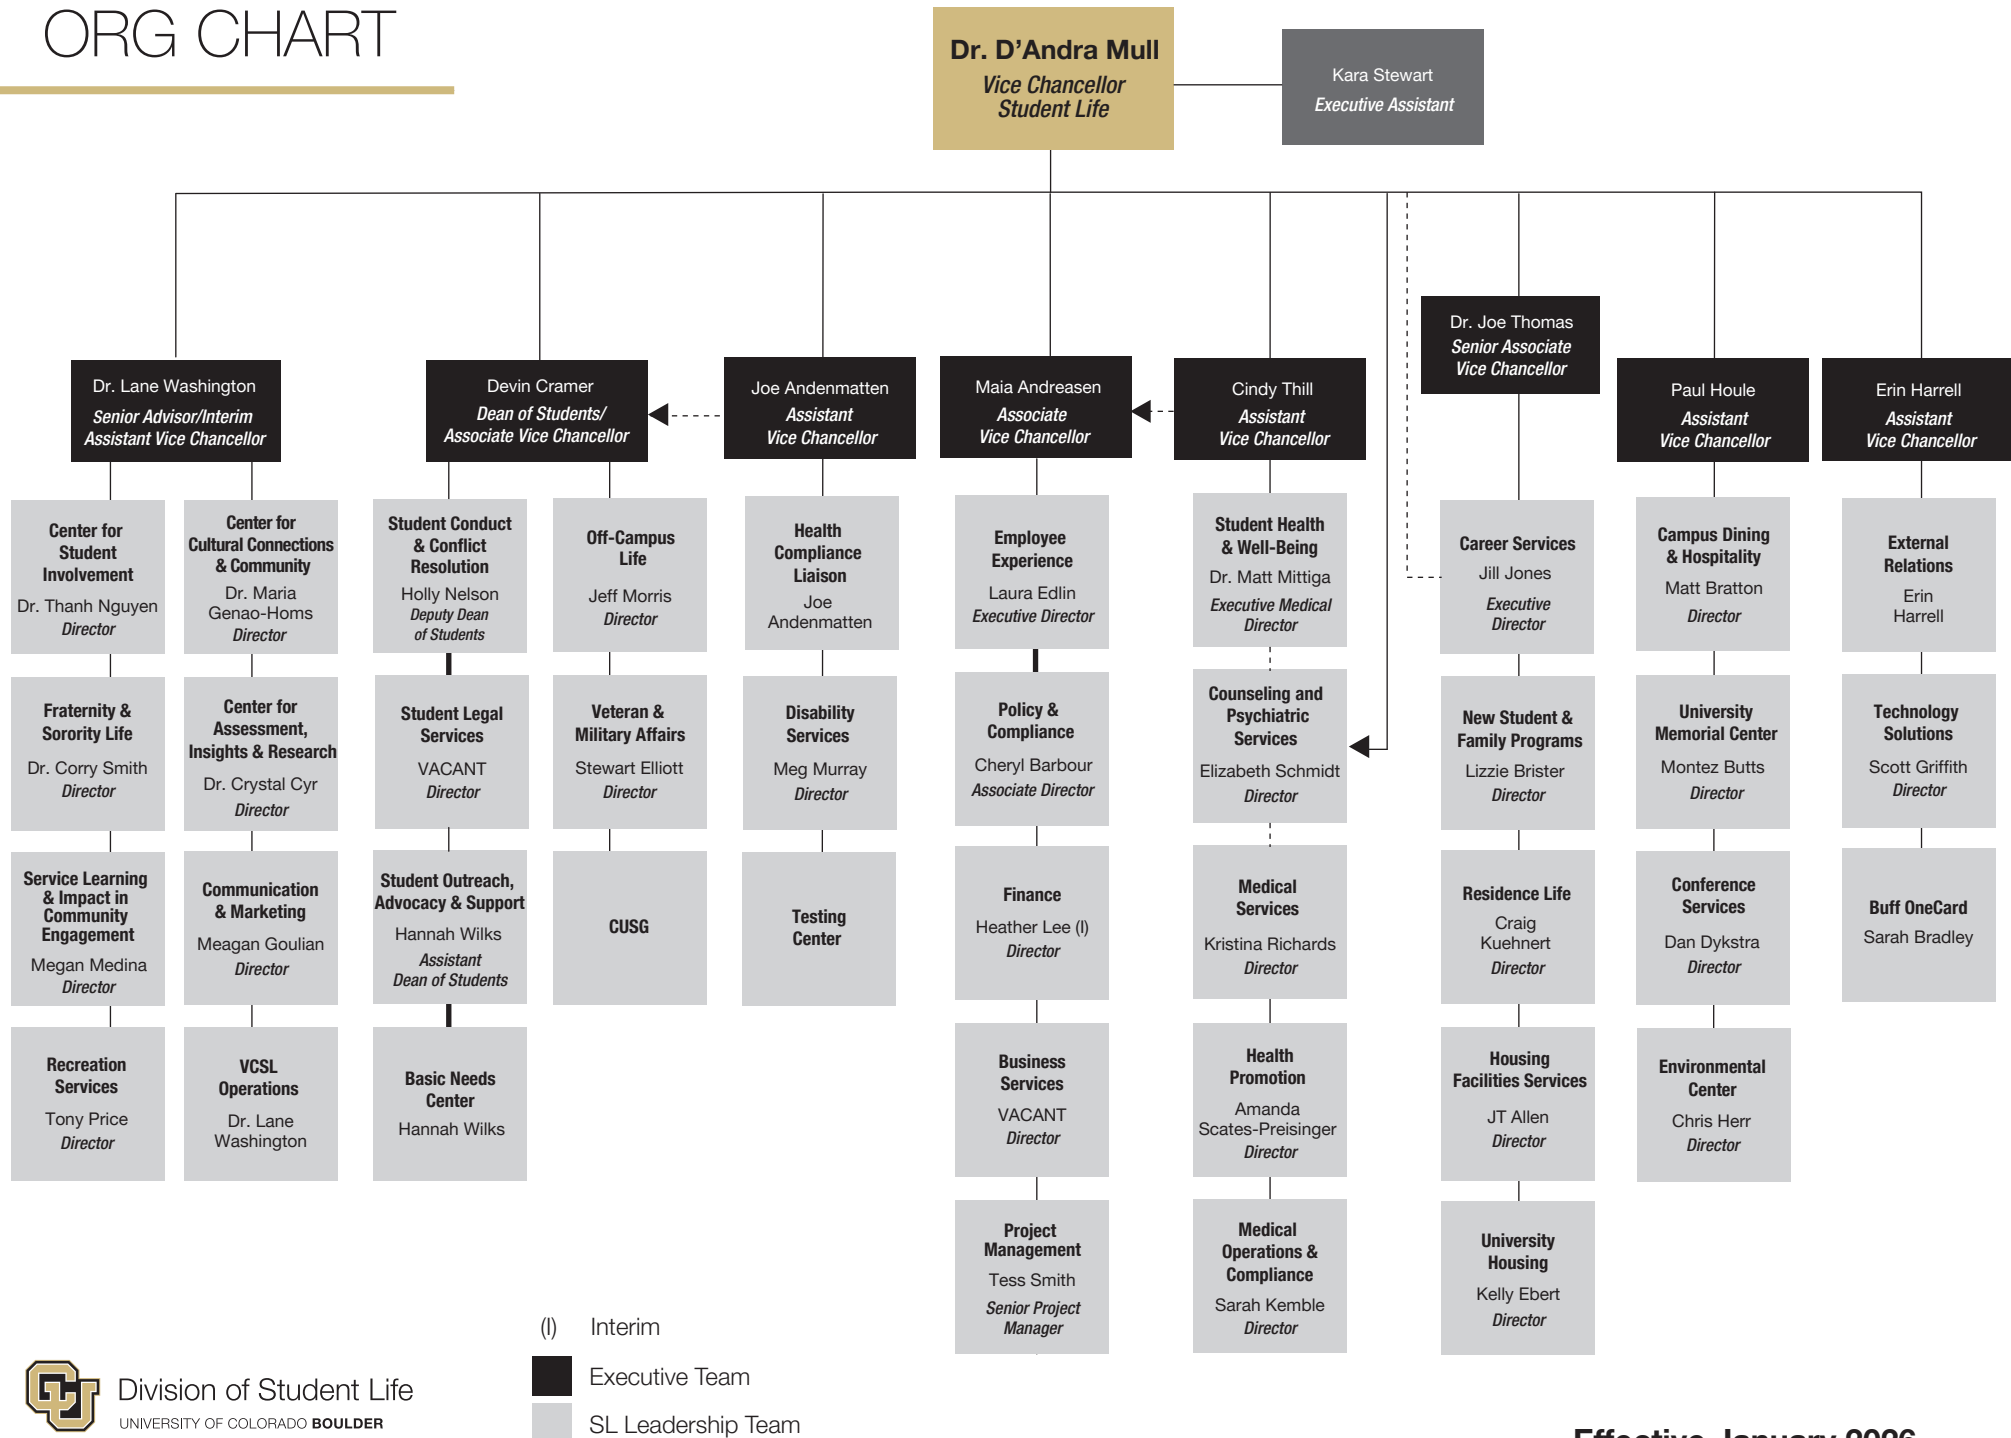 ORG CHART
Dr. D’Andra Mull
Vice Chancellor
Student Life
Kara Stewart
Executive Assistant
Dr. Lane Washington
Senior Advisor/Interim
Assistant Vice Chancellor
Devin Cramer
Dean of Students/
Associate Vice Chancellor
Joe Andenmatten
Assistant
Vice Chancellor
Maia Andreasen
Associate
Vice Chancellor
Cindy Thill
Assistant
Vice Chancellor
Dr. Joe Thomas
Senior Associate
Vice Chancellor
Paul Houle
Assistant
Vice Chancellor
Erin Harrell
Assistant
Vice Chancellor
Center for
Student
Involvement
Dr. Thanh Nguyen
Director
Fraternity &
Sorority Life
Dr. Corry Smith
Director
Service Learning
& Impact in
Community
Engagement
Megan Medina
Director
Recreation
Services
Tony Price
Director
Center for
Cultural Connections
& Community
Dr. Maria
Genao-Homs
Director
Center for
Assessment,
Insights & Research
Dr. Crystal Cyr
Director
Communication
& Marketing
Meagan Goulian
Director
VCSL
Operations
Dr. Lane
Washington
Student Conduct
& Conflict
Resolution
Holly Nelson
Deputy Dean
of Students
Student Legal
Services
VACANT
Director
Student Outreach,
Advocacy & Support
Hannah Wilks
Assistant
Dean of Students
Basic Needs
Center
Hannah Wilks
Off-Campus
Life
Jeff Morris
Director
Veteran &
Military Affairs
Stewart Elliott
Director
CUSG
Health
Compliance
Liaison
Joe
Andenmatten
Disability
Services
Meg Murray
Director
Testing
Center
Employee
Experience
Laura Edlin
Executive Director
Policy &
Compliance
Cheryl Barbour
Associate Director
Finance
Heather Lee (I)
Director
Business
Services
VACANT
Director
Project
Management
Tess Smith
Senior Project
Manager
Student Health
& Well-Being
Dr. Matt Mittiga
Executive Medical
Director
Counseling and
Psychiatric
Services
Elizabeth Schmidt
Director
Medical
Services
Kristina Richards
Director
Health
Promotion
Amanda
Scates-Preisinger
Director
Medical
Operations &
Compliance
Sarah Kemble
Director
Career Services
Jill Jones
Executive
Director
New Student &
Family Programs
Lizzie Brister
Director
Residence Life
Craig
Kuehnert
Director
Housing
Facilities Services
JT Allen
Director
University
Housing
Kelly Ebert
Director
Campus Dining
& Hospitality
Matt Bratton
Director
University
Memorial Center
Montez Butts
Director
Conference
Services
Dan Dykstra
Director
Environmental
Center
Chris Herr
Director
External
Relations
Erin
Harrell
Technology
Solutions
Scott Griffith
Director
Buff OneCard
Sarah Bradley
(I) Interim
Executive Team
SL Leadership Team
CU
Division of Student Life
UNIVERSITY OF COLORADO BOULDER
Effective January 2026